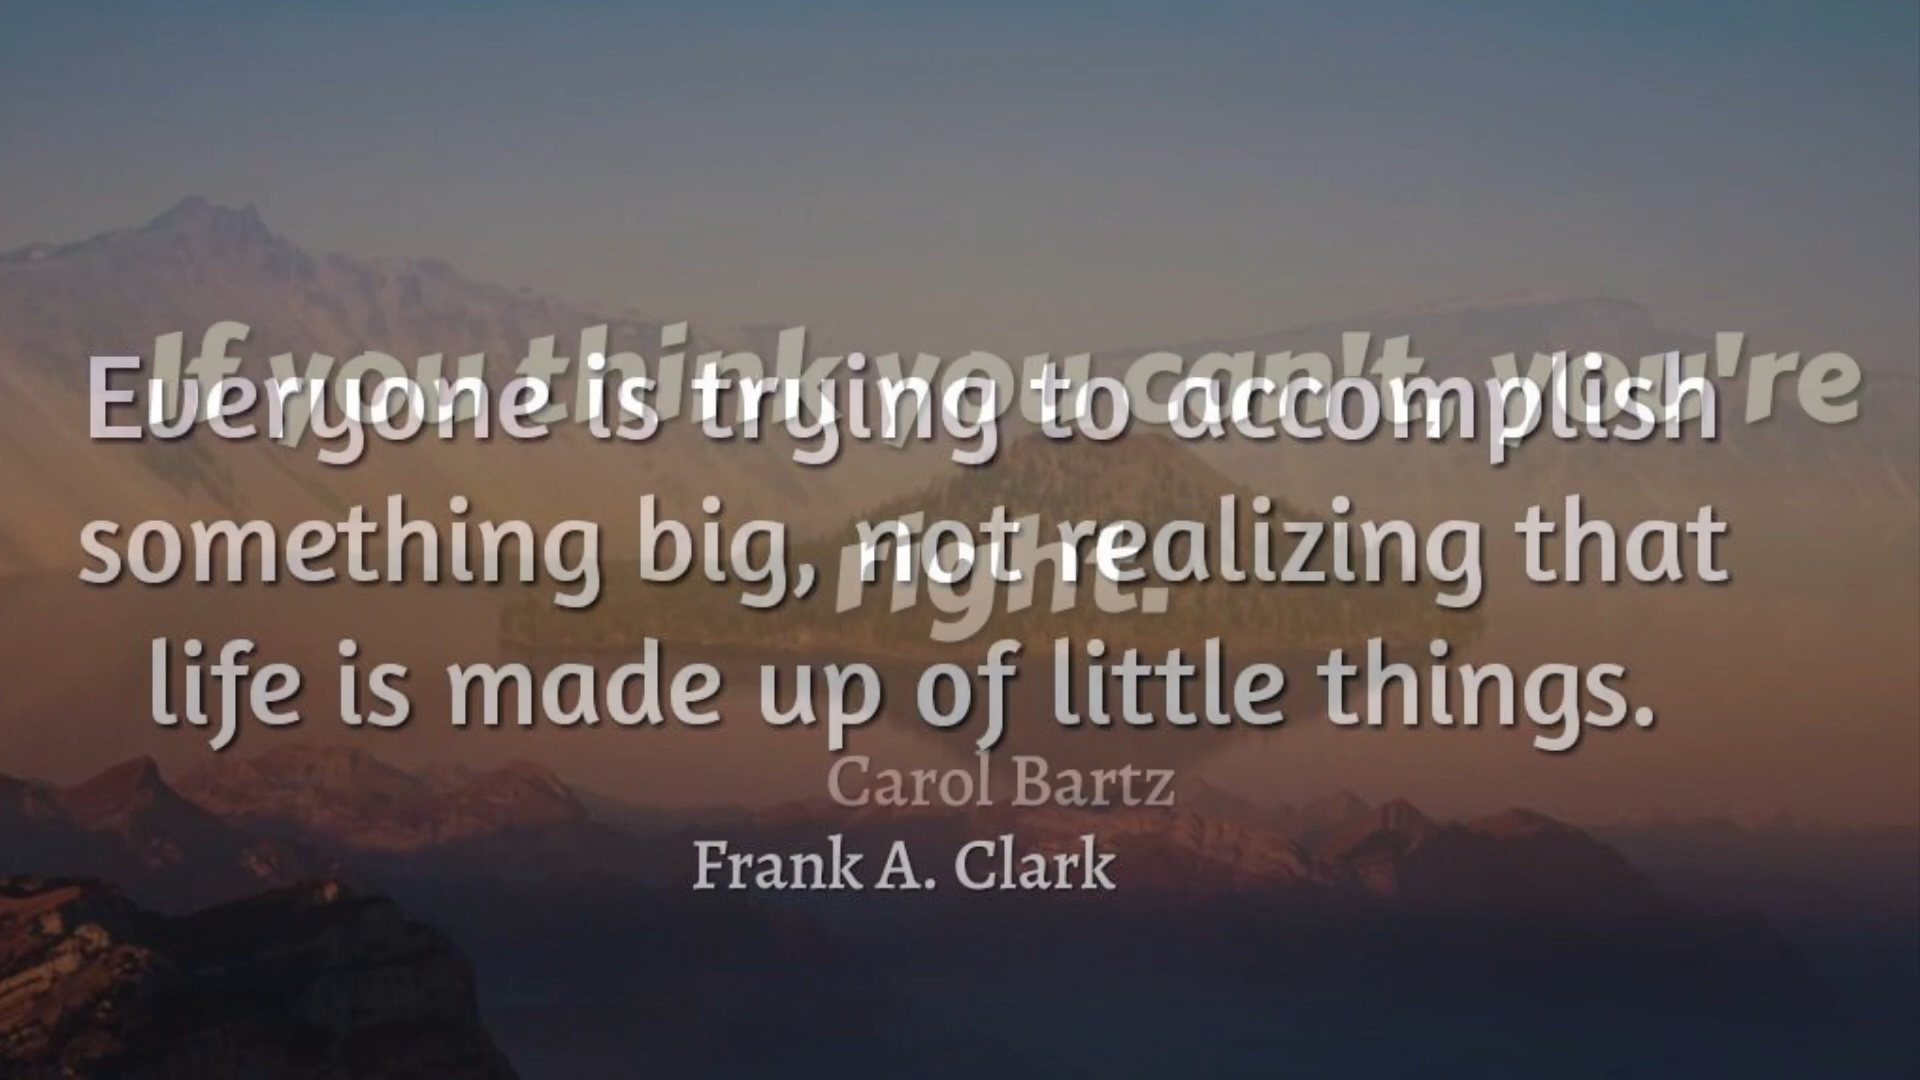 If you think you can't, you're
right.
Carol Bartz
Everyone is trying to accomplish
something big, not realizing that
life is made up of little things.
Frank A. Clark